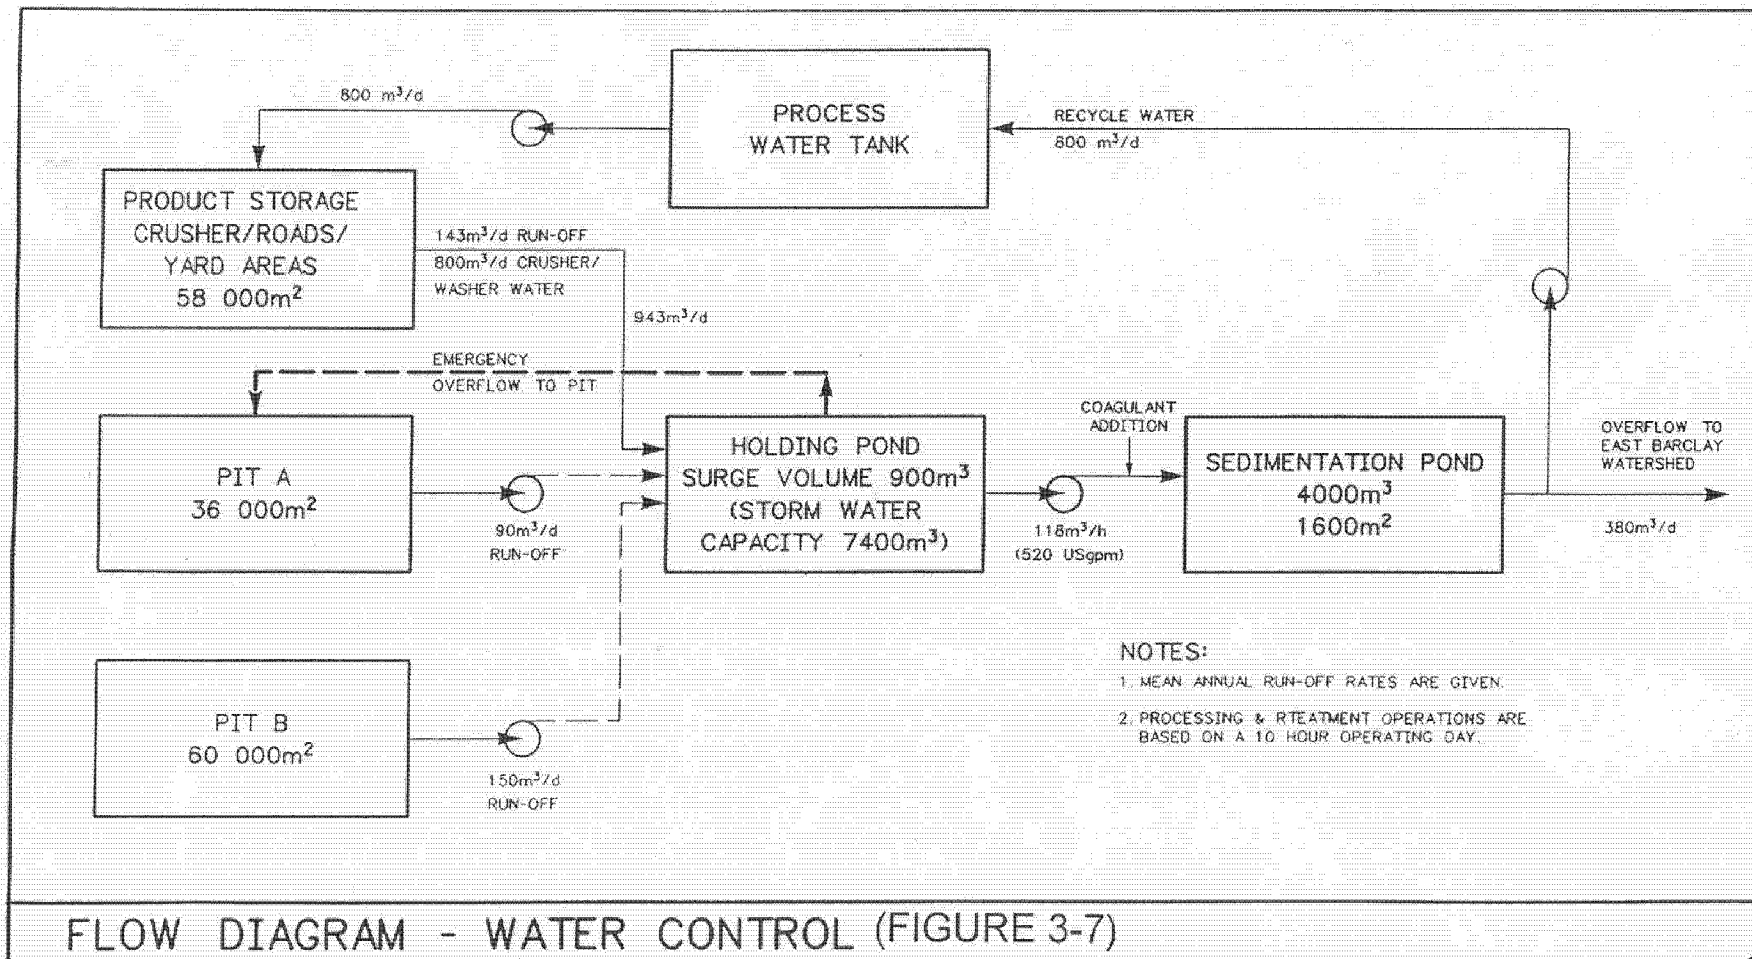 800 m³/d
PROCESS
WATER TANK
RECYCLE WATER
800 m³/d
PRODUCT STORAGE
CRUSHER/ROADS/
YARD AREAS
58 000m²
143m³/d RUN-OFF
800m³/d CRUSHER/
WASHER WATER
943m³/d
EMERGENCY
OVERFLOW TO PIT
PIT A
36 000m²
90m³/d
RUN-OFF
HOLDING POND
SURGE VOLUME 900m³
(STORM WATER
CAPACITY 7400m³)
118m³/h
(520 USgpm)
COAGULANT
ADDITION
SEDIMENTATION POND
4000m³
1600m²
OVERFLOW TO
EAST BARCLAY
WATERSHED
380m³/d
PIT B
60 000m²
150m³/d
RUN-OFF
NOTES:
1. MEAN ANNUAL RUN-OFF RATES ARE GIVEN.
2. PROCESSING & RTEATMENT OPERATIONS ARE
BASED ON A 10 HOUR OPERATING DAY.
FLOW DIAGRAM - WATER CONTROL (FIGURE 3-7)